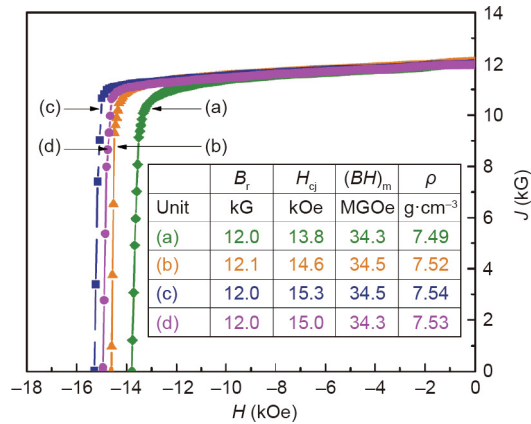 14
12
10
8
6
4
2
0
J (kG)
(c)
(a)
(d)
(b)
Br Hcj (BH)m ρ
Unit kG kOe MGOe g·cm⁻³
(a) 12.0 13.8 34.3 7.49
(b) 12.1 14.6 34.5 7.52
(c) 12.0 15.3 34.5 7.54
(d) 12.0 15.0 34.3 7.53
−18 −16 −14 −12 −10 −8 −6 −4 −2 0
H (kOe)